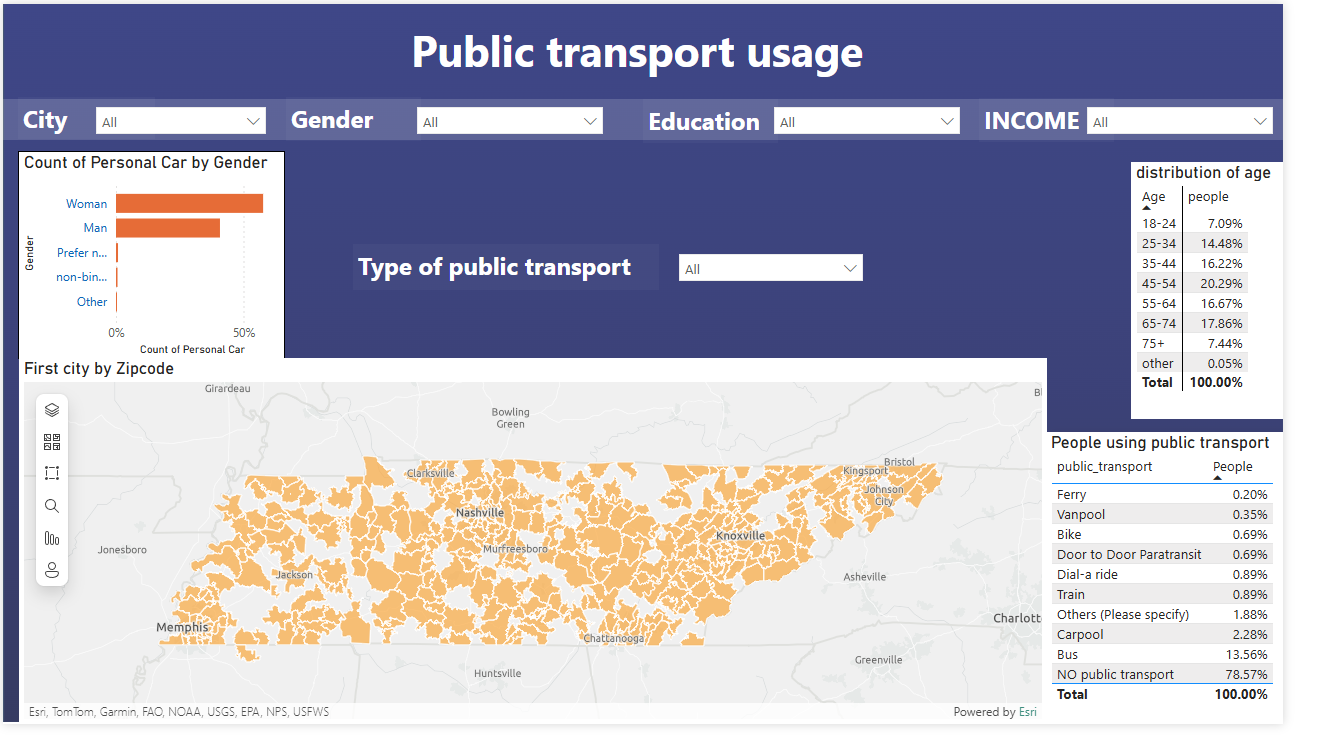 Public transport usage
City All Gender All Education All INCOME All
Count of Personal Car by Gender
Gender
Woman
Man
Prefer n...
non-bin...
Other
0% 50%
Count of Personal Car
Type of public transport All
distribution of age
Age people
18-24 7.09%
25-34 14.48%
35-44 16.22%
45-54 20.29%
55-64 16.67%
65-74 17.86%
75+ 7.44%
other 0.05%
Total 100.00%
First city by Zipcode
Girardeau
Bowling
Green
Clarksville
Bristol
Kingsport
Johnson
City
Nashville
Knoxville
Murfreesboro
Jonesboro
Jackson
Asheville
Memphis
Charlott
Chattanooga
Greenville
Huntsville
Esri, TomTom, Garmin, FAO, NOAA, USGS, EPA, NPS, USFWS
Powered by Esri
People using public transport
public_transport People
Ferry 0.20%
Vanpool 0.35%
Bike 0.69%
Door to Door Paratransit 0.69%
Dial-a ride 0.89%
Train 0.89%
Others (Please specify) 1.88%
Carpool 2.28%
Bus 13.56%
NO public transport 78.57%
Total 100.00%